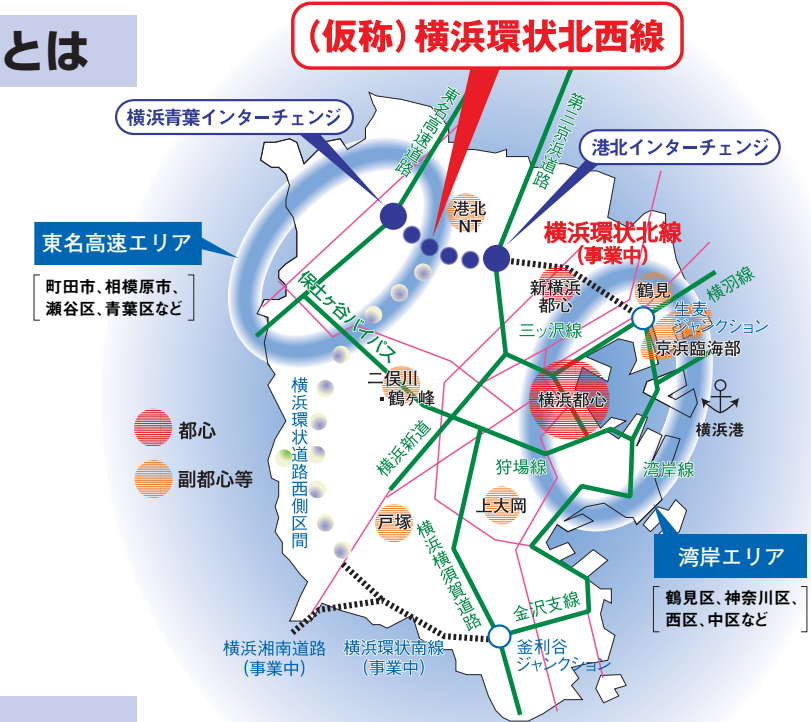 とは
(仮称)横浜環状北西線
横浜青葉インターチェンジ
東名高速道路
第三京浜道路
港北インターチェンジ
港北
NT
横浜環状北線
(事業中)
東名高速エリア
町田市、相模原市、
瀬谷区、青葉区など
新横浜
都心
鶴見
横羽線
生麦
ジャンクション
京浜臨海部
保土ヶ谷バイパス
三ッ沢線
二俣川
・鶴ヶ峰
横浜都心
横浜港
都心
副都心等
横浜環状道路西側区間
横浜新道
狩場線
湾岸線
上大岡
戸塚
横浜横須賀道路
湾岸エリア
鶴見区、神奈川区、
西区、中区など
金沢支線
横浜湘南道路
(事業中)
横浜環状南線
(事業中)
釜利谷
ジャンクション